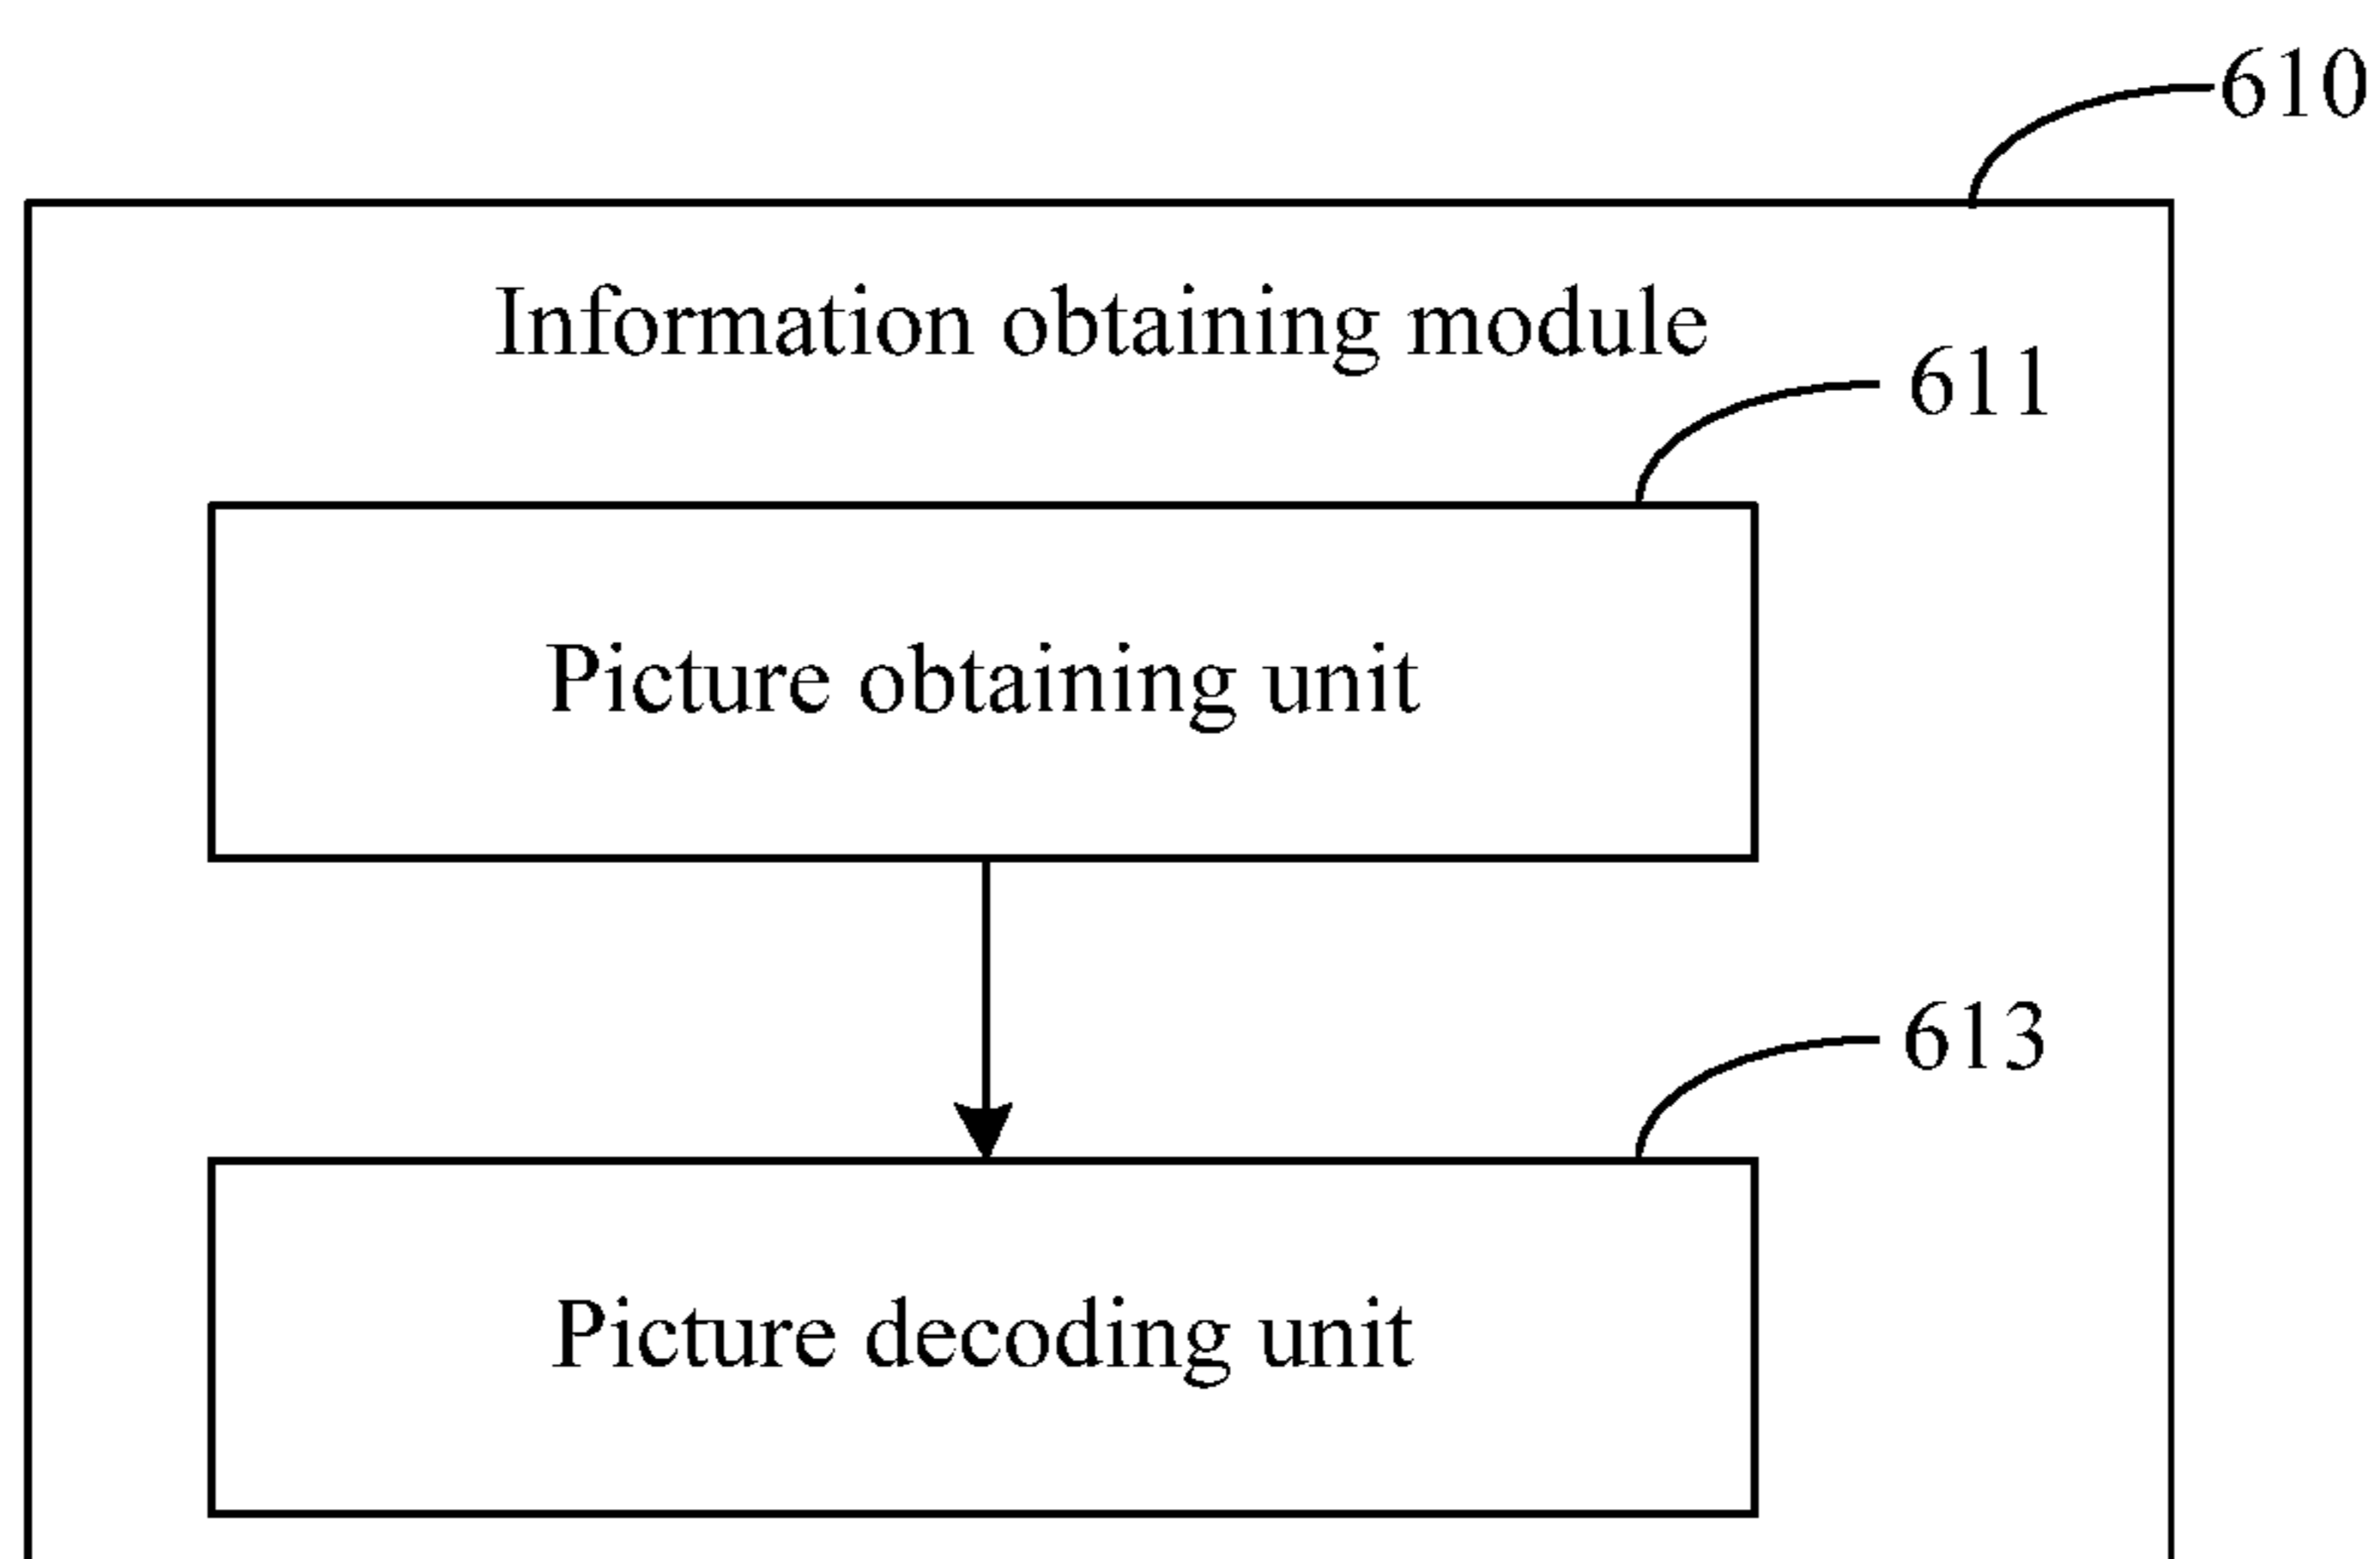 610
Information obtaining module
611
Picture obtaining unit
613
Picture decoding unit